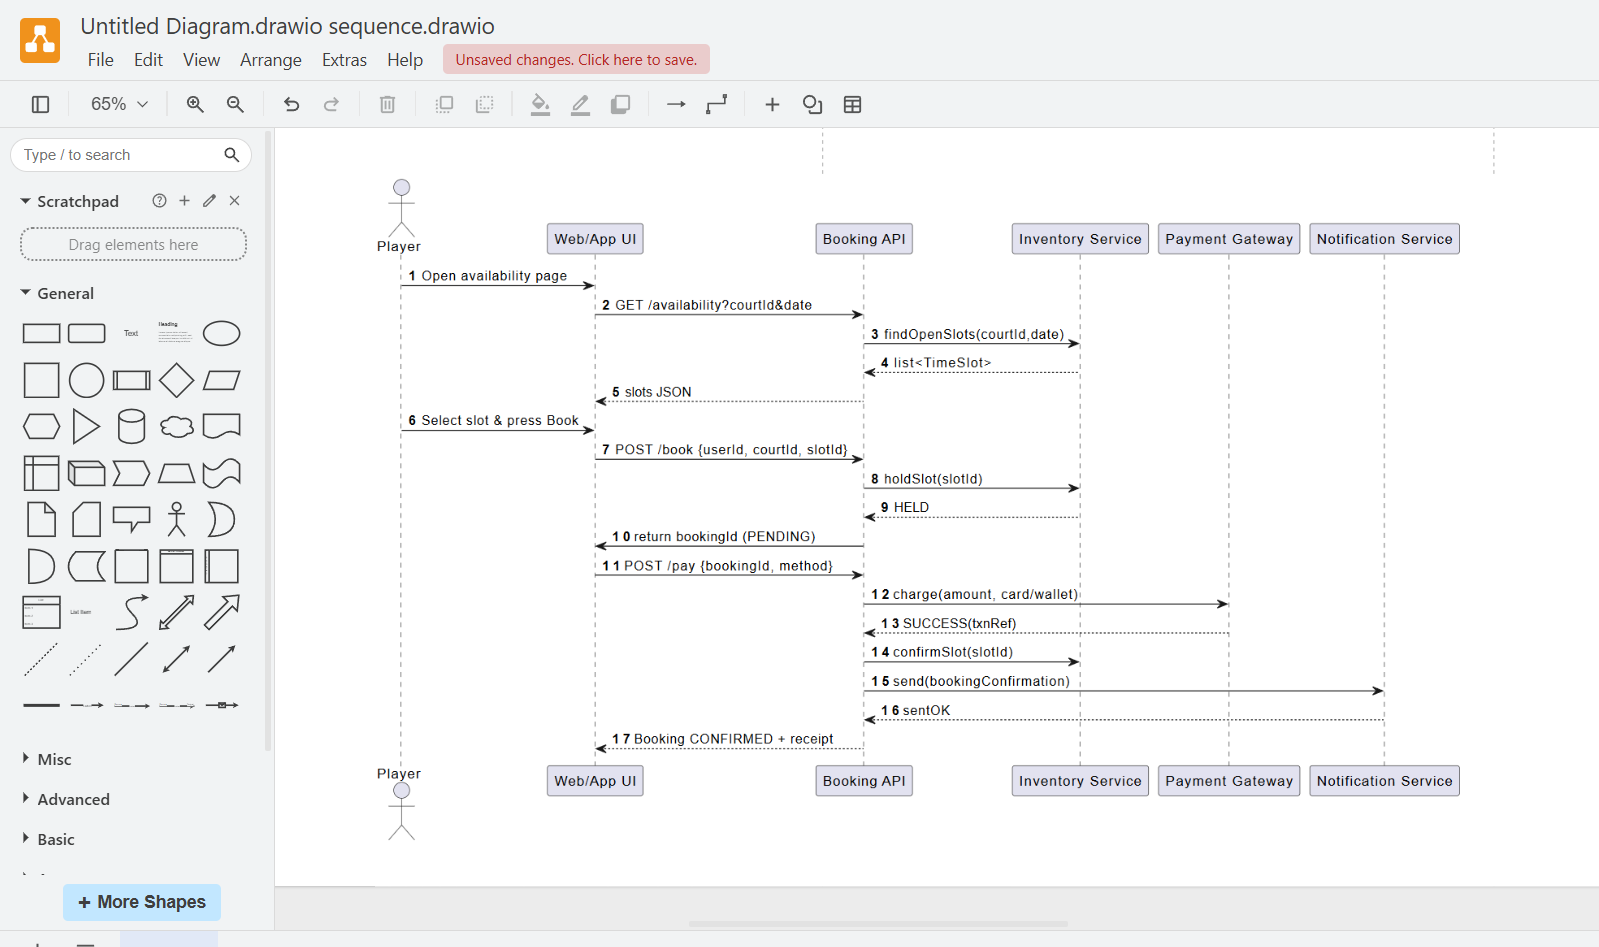 Untitled Diagram.drawio sequence.drawio
File Edit View Arrange Extras Help Unsaved changes. Click here to save.
65%
Type / to search
Scratchpad
Drag elements here
General
Text
Heading
List Item
Misc
Advanced
Basic
+ More Shapes
Player
Web/App UI
Booking API
Inventory Service
Payment Gateway
Notification Service
1 Open availability page
2 GET /availability?courtId&date
3 findOpenSlots(courtId,date)
4 list<TimeSlot>
5 slots JSON
6 Select slot & press Book
7 POST /book {userId, courtId, slotId}
8 holdSlot(slotId)
9 HELD
10 return bookingId (PENDING)
11 POST /pay {bookingId, method}
12 charge(amount, card/wallet)
13 SUCCESS(txnRef)
14 confirmSlot(slotId)
15 send(bookingConfirmation)
16 sentOK
17 Booking CONFIRMED + receipt
Player
Web/App UI
Booking API
Inventory Service
Payment Gateway
Notification Service